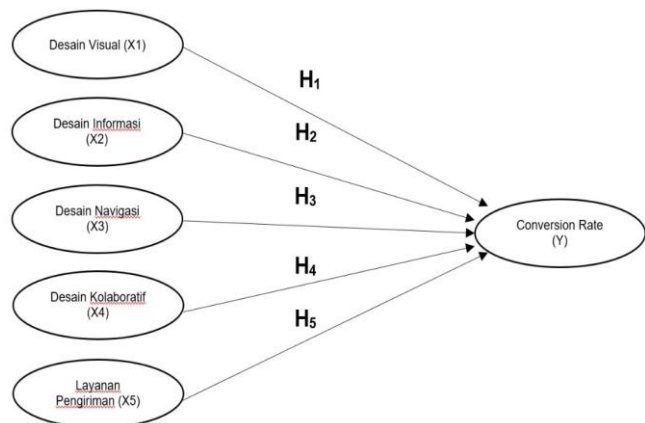 Desain Visual (X1)
H1
Desain Informasi
(X2)
H2
Desain Navigasi
(X3)
H3
Conversion Rate
(Y)
Desain Kolaboratif
(X4)
H4
Layanan
Pengiriman (X5)
H5